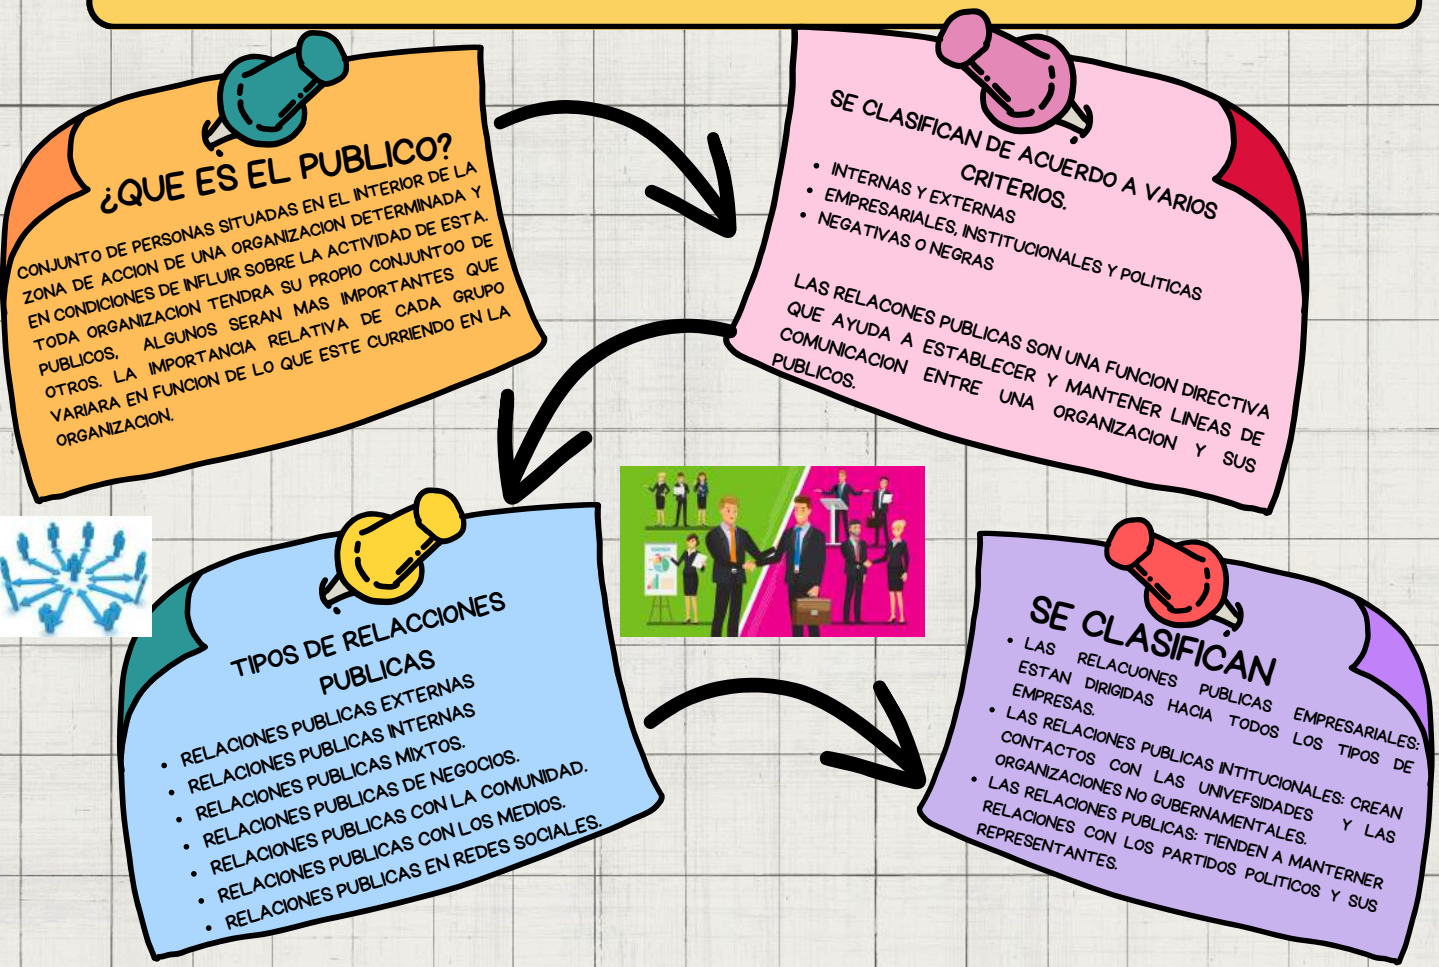 ¿QUE ES EL PUBLICO?
CONJUNTO DE PERSONAS SITUADAS EN EL INTERIOR DE LA
ZONA DE ACCION DE UNA ORGANIZACION DETERMINADA Y
EN CONDICIONES DE INFLUIR SOBRE LA ACTIVIDAD DE ESTA.
TODA ORGANIZACION TENDRA SU PROPIO CONJUNTOO DE
PUBLICOS, ALGUNOS SERAN MAS IMPORTANTES QUE
OTROS. LA IMPORTANCIA RELATIVA DE CADA GRUPO
VARIARA EN FUNCION DE LO QUE ESTE CURRIENDO EN LA
ORGANIZACION.
SE CLASIFICAN DE ACUERDO A VARIOS
CRITERIOS.
• INTERNAS Y EXTERNAS
• EMPRESARIALES, INSTITUCIONALES Y POLITICAS
• NEGATIVAS O NEGRAS
LAS RELACONES PUBLICAS SON UNA FUNCION DIRECTIVA
QUE AYUDA A ESTABLECER Y MANTENER LINEAS DE
COMUNICACION ENTRE UNA ORGANIZACION Y SUS
PUBLICOS.
TIPOS DE RELACCIONES
PUBLICAS
• RELACIONES PUBLICAS EXTERNAS
• RELACIONES PUBLICAS INTERNAS
• RELACIONES PUBLICAS MIXTOS.
• RELACIONES PUBLICAS DE NEGOCIOS.
• RELACIONES PUBLICAS CON LA COMUNIDAD.
• RELACIONES PUBLICAS CON LOS MEDIOS.
• RELACIONES PUBLICAS EN REDES SOCIALES.
SE CLASIFICAN
• LAS RELACUONES PUBLICAS EMPRESARIALES:
ESTAN DIRIGIDAS HACIA TODOS LOS TIPOS DE
EMPRESAS.
• LAS RELACIONES PUBLICAS INTITUCIONALES: CREAN
CONTACTOS CON LAS UNIVEFSIDADES Y LAS
ORGANIZACIONES NO GUBERNAMENTALES.
• LAS RELACIONES PUBLICAS: TIENDEN A MANTERNER
RELACIONES CON LOS PARTIDOS POLITICOS Y SUS
REPRESENTANTES.